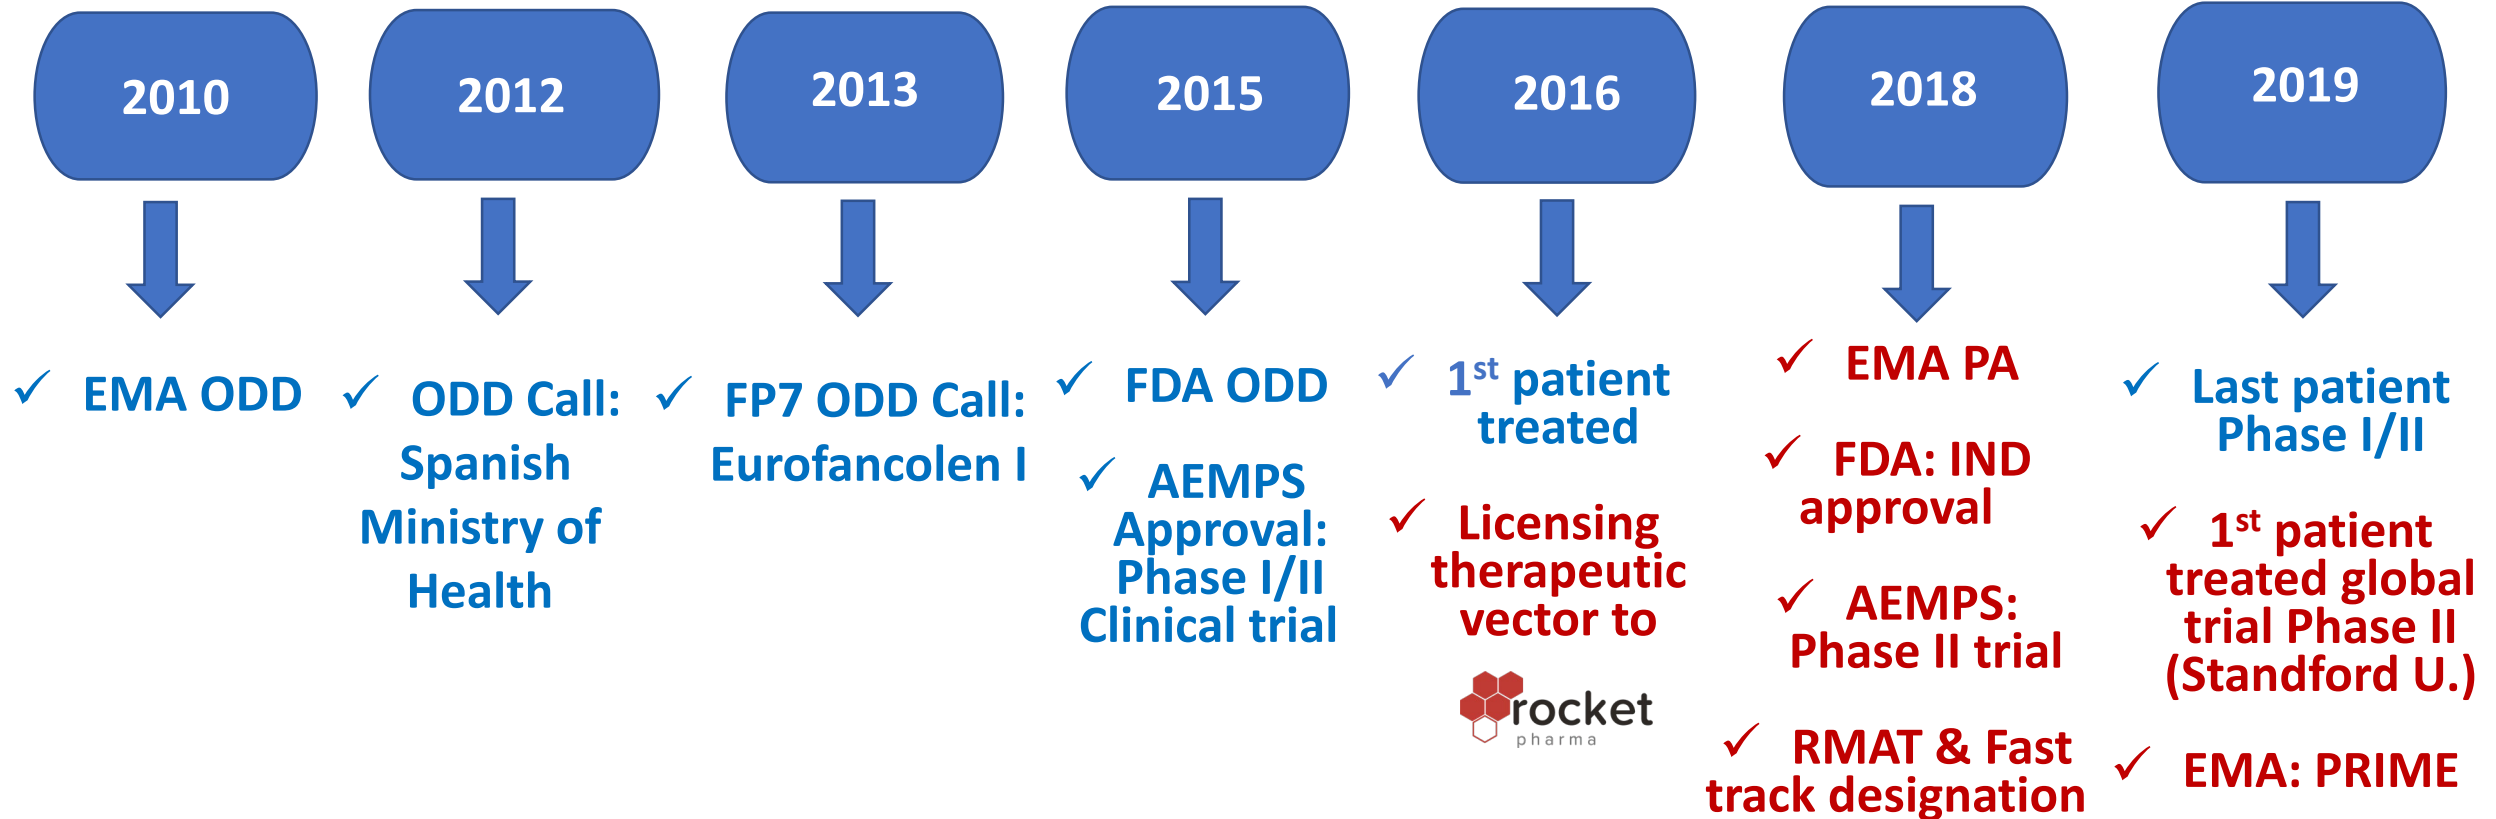 2010
2012
2013
2015
2016
2018
2019
✓ EMA ODD
✓ ODD Call:
Spanish
Ministry of
Health
✓ FP7 ODD Call:
Eurofancolen I
✓ FDA ODD
✓ AEMPS
Approval:
Phase I/II
Clinical trial
✓ 1st patient
treated
✓ Licensing
therapeutic
vector to
rocket
pharma
✓ EMA PA
✓ FDA: IND
approval
✓ AEMPS:
Phase II trial
✓ RMAT & Fast
track designation
✓ Last patient
Phase I/II
✓ 1st patient
treated global
trial Phase II
(Standford U.)
✓ EMA: PRIME